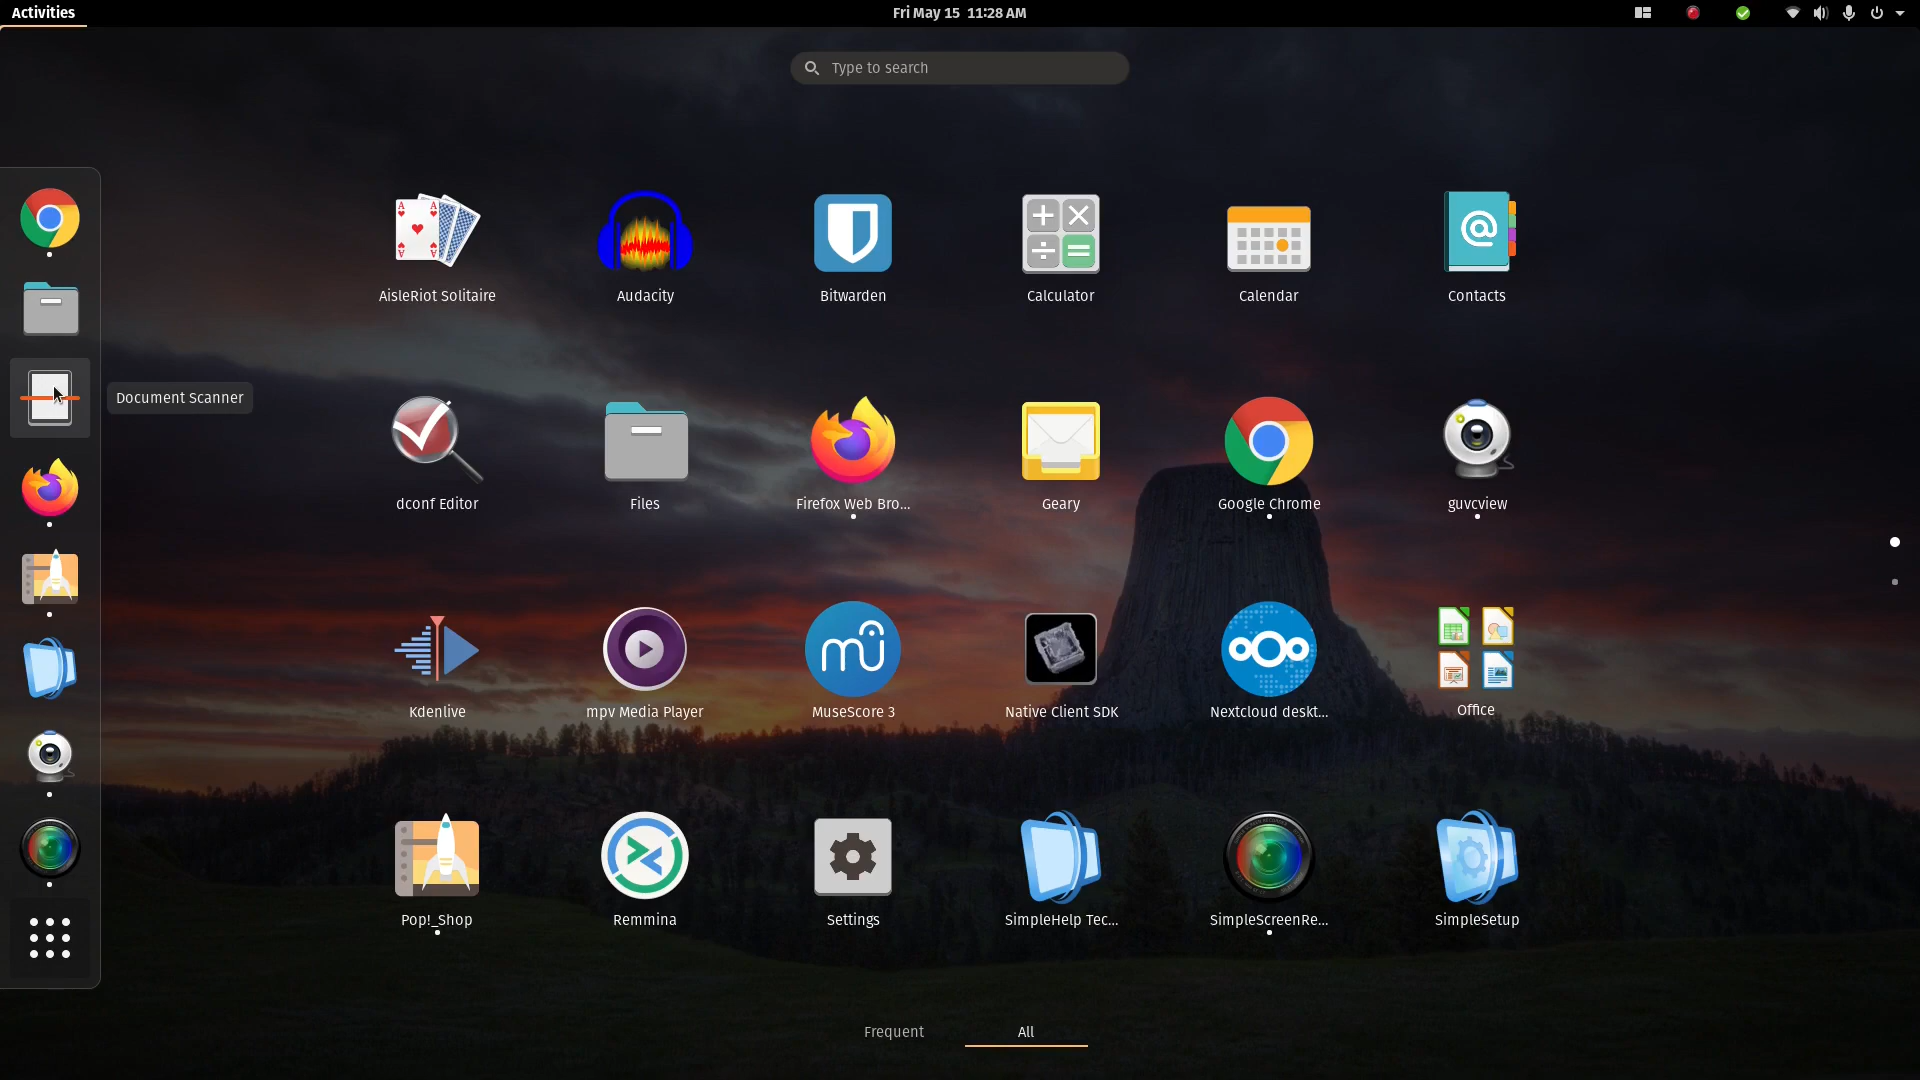 Activities
Fri May 15 11:28 AM
Type to search
AisleRiot Solitaire
Audacity
Bitwarden
Calculator
Calendar
Contacts
Document Scanner
dconf Editor
Files
Firefox Web Bro...
Geary
Google Chrome
guvcview
Kdenlive
mpv Media Player
MuseScore 3
Native Client SDK
Nextcloud deskt...
Office
Pop!_Shop
Remmina
Settings
SimpleHelp Tec...
SimpleScreenRe...
SimpleSetup
Frequent
All